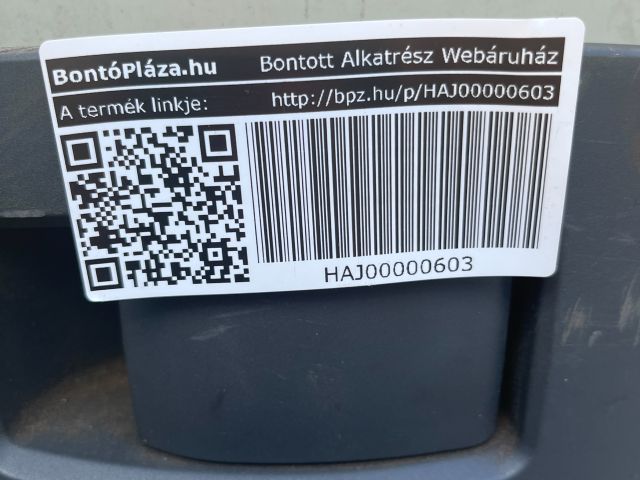 BontóPláza.hu Bontott Alkatrész Webáruház
A termék linkje: http://bpz.hu/p/HAJ00000603
HAJ00000603